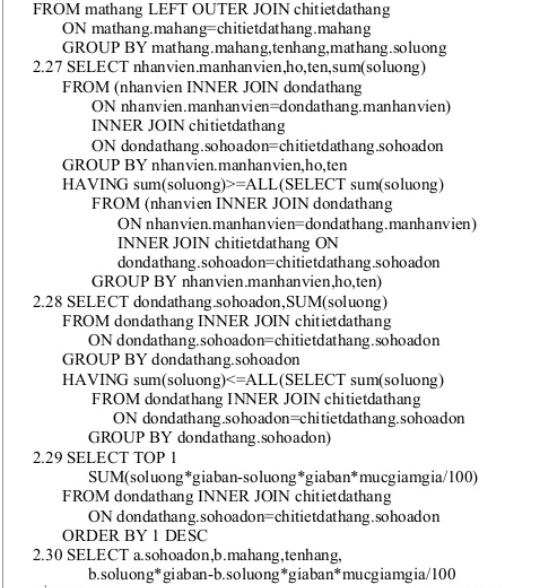 FROM mathang LEFT OUTER JOIN chitietdathang
ON mathang.mahang=chitietdathang.mahang
GROUP BY mathang.mahang,tenhang,mathang.soluong
2.27 SELECT nhanvien.manhanvien,ho,ten,sum(soluong)
FROM (nhanvien INNER JOIN dondathang
ON nhanvien.manhanvien=dondathang.manhanvien)
INNER JOIN chitietdathang
ON dondathang.sohoadon=chitietdathang.sohoadon
GROUP BY nhanvien.manhanvien,ho,ten
HAVING sum(soluong)>=ALL(SELECT sum(soluong)
FROM (nhanvien INNER JOIN dondathang
ON nhanvien.manhanvien=dondathang.manhanvien)
INNER JOIN chitietdathang ON
dondathang.sohoadon=chitietdathang.sohoadon
GROUP BY nhanvien.manhanvien,ho,ten)
2.28 SELECT dondathang.sohoadon,SUM(soluong)
FROM dondathang INNER JOIN chitietdathang
ON dondathang.sohoadon=chitietdathang.sohoadon
GROUP BY dondathang.sohoadon
HAVING sum(soluong)<=ALL(SELECT sum(soluong)
FROM dondathang INNER JOIN chitietdathang
ON dondathang.sohoadon=chitietdathang.sohoadon
GROUP BY dondathang.sohoadon)
2.29 SELECT TOP 1
SUM(soluong*giaban-soluong*giaban*mucgiamgia/100)
FROM dondathang INNER JOIN chitietdathang
ON dondathang.sohoadon=chitietdathang.sohoadon
ORDER BY 1 DESC
2.30 SELECT a.sohoadon,b.mahang,tenhang,
b.soluong*giaban-b.soluong*giaban*mucgiamgia/100